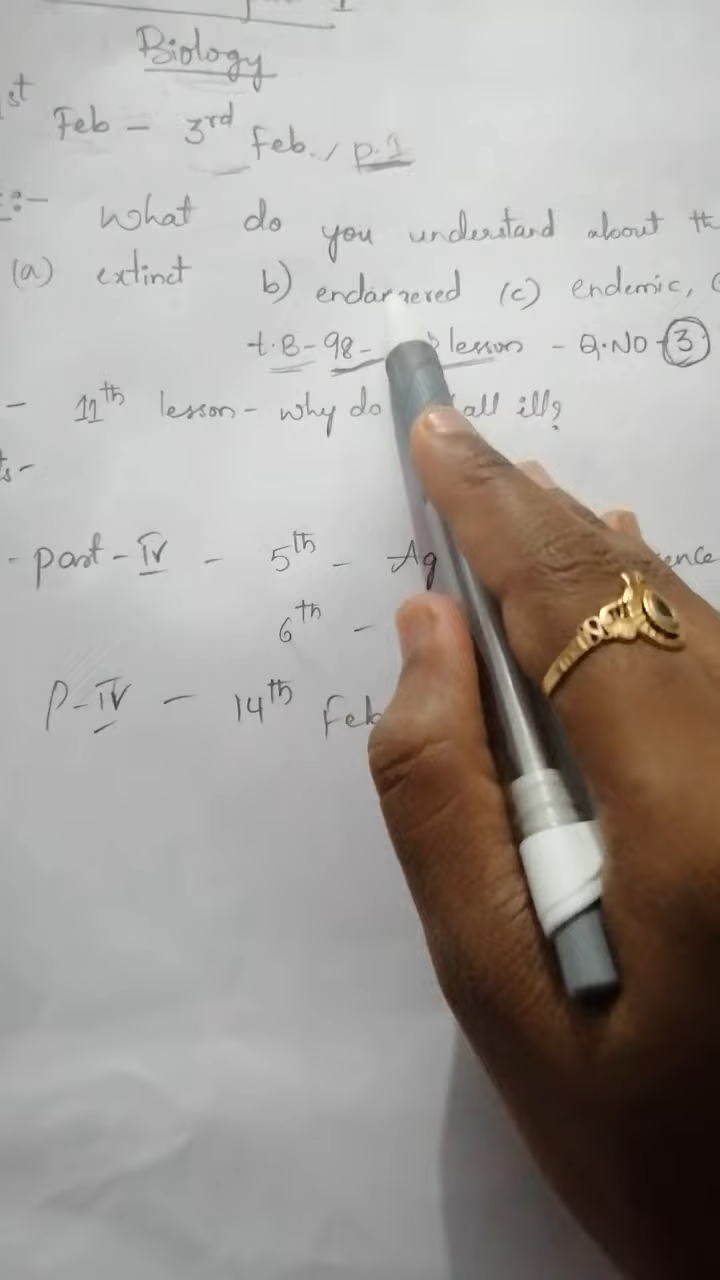 Biology
st Feb - 3rd Feb., p.1
:- What do you understand about th
(a) extinct b) endangered (c) endemic,
t.B-98- lesson - Q.NO-3
- 11th lesson - why do all ill?
s-
- part-IV - 5th - Ag ence
6th -
P-IV - 14th Feb